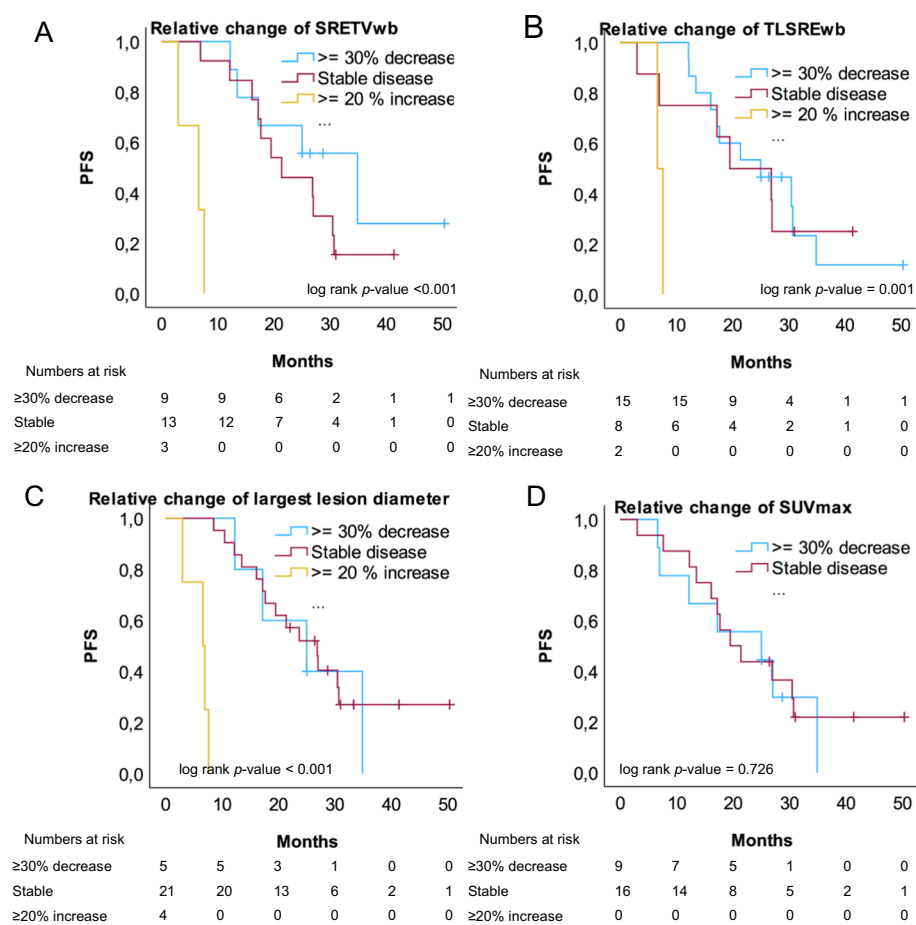 A
Relative change of SRETVwb
>= 30% decrease
Stable disease
>= 20 % increase
...
PFS
1,0
0,8
0,6
0,4
0,2
0,0
log rank p-value <0.001
0 10 20 30 40 50
Months
Numbers at risk
≥30% decrease 9 9 6 2 1 1
Stable 13 12 7 4 1 0
≥20% increase 3 0 0 0 0 0
B
Relative change of TLSREwb
>= 30% decrease
Stable disease
>= 20 % increase
...
PFS
1,0
0,8
0,6
0,4
0,2
0,0
log rank p-value = 0.001
0 10 20 30 40 50
Months
Numbers at risk
≥30% decrease 15 15 9 4 1 1
Stable 8 6 4 2 1 0
≥20% increase 2 0 0 0 0 0
C
Relative change of largest lesion diameter
>= 30% decrease
Stable disease
>= 20 % increase
...
PFS
1,0
0,8
0,6
0,4
0,2
0,0
log rank p-value < 0.001
0 10 20 30 40 50
Months
Numbers at risk
≥30% decrease 5 5 3 1 0 0
Stable 21 20 13 6 2 1
≥20% increase 4 0 0 0 0 0
D
Relative change of SUVmax
>= 30% decrease
Stable disease
...
PFS
1,0
0,8
0,6
0,4
0,2
0,0
log rank p-value = 0.726
0 10 20 30 40 50
Months
Numbers at risk
≥30% decrease 9 7 5 1 0 0
Stable 16 14 8 5 2 1
≥20% increase 0 0 0 0 0 0